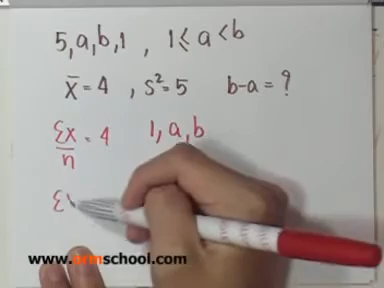 5, a, b, 1 , 1 ≤ a < b
x̄ = 4 , s² = 5 b-a = ?
Σx/n = 4 1, a, b
Σ
www.armschool.com